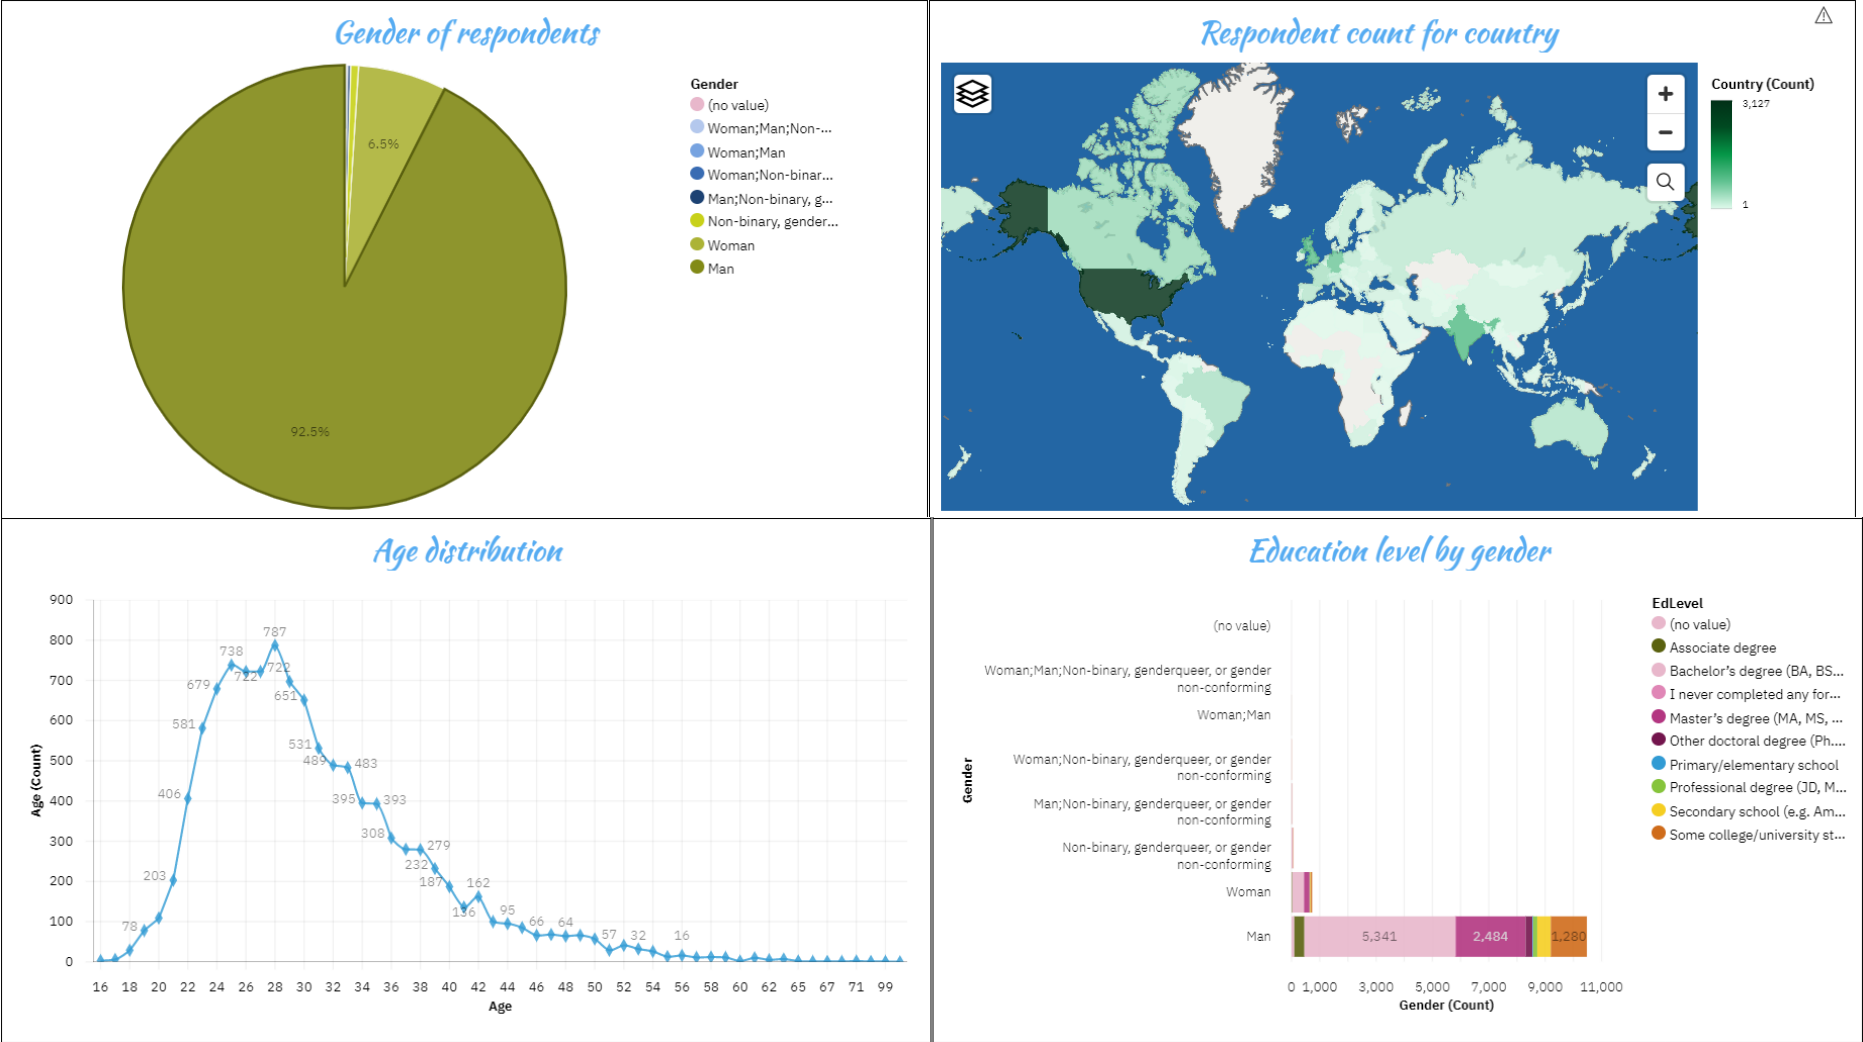 Gender of respondents
Gender
(no value)
Woman;Man;Non-...
Woman;Man
Woman;Non-binar...
Man;Non-binary, g...
Non-binary, gender...
Woman
Man
6.5%
92.5%
Respondent count for country
Country (Count)
3,127
1
Age distribution
Age (Count)
900
800
700
600
500
400
300
200
100
0
78
203
406
581
679
738
722
787
722
651
531
489
483
395
393
308
279
232
187
136
162
95
66
64
57
32
16
16 18 20 22 24 26 28 30 32 34 36 38 40 42 44 46 48 50 52 54 56 58 60 62 65 67 71 99
Age
Education level by gender
Gender
(no value)
Woman;Man;Non-binary, genderqueer, or gender
non-conforming
Woman;Man
Woman;Non-binary, genderqueer, or gender
non-conforming
Man;Non-binary, genderqueer, or gender
non-conforming
Non-binary, genderqueer, or gender
non-conforming
Woman
Man
5,341
2,484
1,280
0 1,000 3,000 5,000 7,000 9,000 11,000
Gender (Count)
EdLevel
(no value)
Associate degree
Bachelor's degree (BA, BS...
I never completed any for...
Master's degree (MA, MS, ...
Other doctoral degree (Ph....
Primary/elementary school
Professional degree (JD, M...
Secondary school (e.g. Am...
Some college/university st...